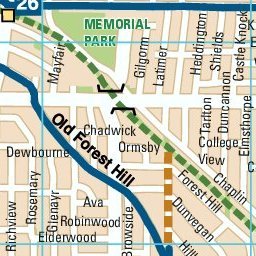 26
MEMORIAL
PARK
Mayfair
Gilgorm
Latimer
Heddington
Shields
Castle Knock
Old Forest Hill
Chadwick
Ormsby
Dewbourne
Tarlton
College
View
Duncannon
Elmsthorpe
Chaplin
Forest Hill
Dunvegan
Hill
Richview
Rosemary
Glenayr
Ava
Robinwood
Elderwood
Browside